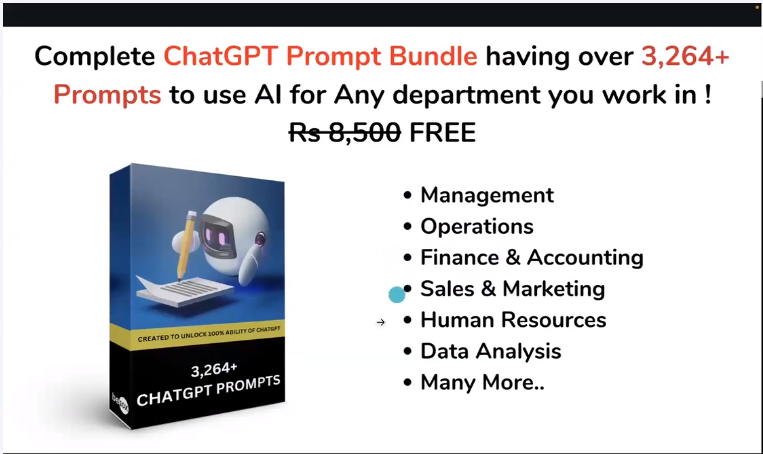 Complete ChatGPT Prompt Bundle having over 3,264+
Prompts to use AI for Any department you work in !
Rs 8,500 FREE
• Management
• Operations
• Finance & Accounting
• Sales & Marketing
• Human Resources
• Data Analysis
• Many More..
CREATED TO UNLOCK 100% ABILITY OF CHATGPT
3,264+
CHATGPT PROMPTS